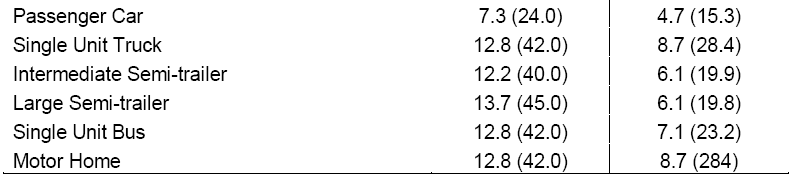 Passenger Car 7.3 (24.0) 4.7 (15.3)
Single Unit Truck 12.8 (42.0) 8.7 (28.4)
Intermediate Semi-trailer 12.2 (40.0) 6.1 (19.9)
Large Semi-trailer 13.7 (45.0) 6.1 (19.8)
Single Unit Bus 12.8 (42.0) 7.1 (23.2)
Motor Home 12.8 (42.0) 8.7 (284)